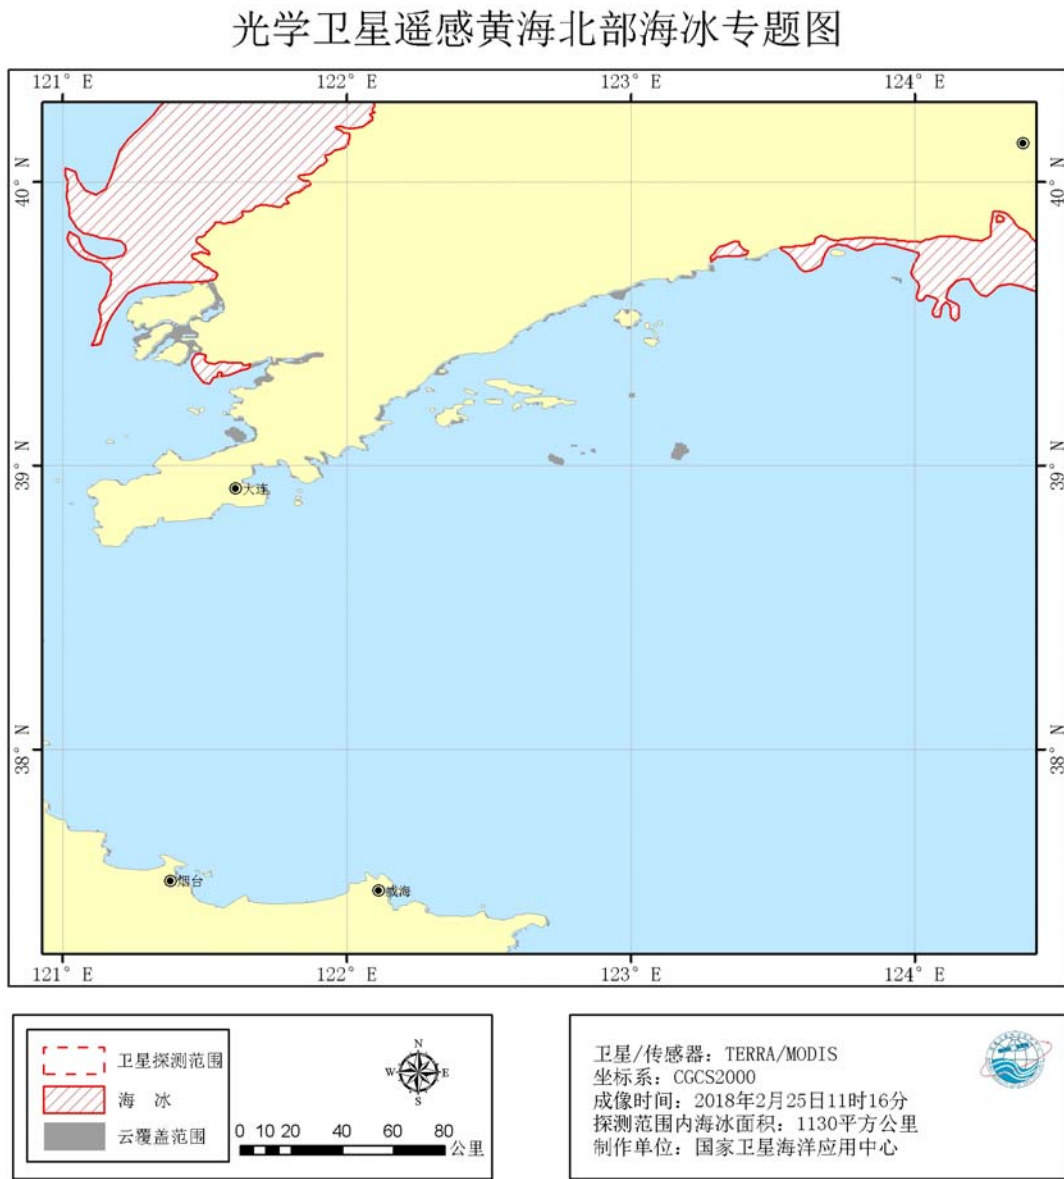 光学卫星遥感黄海北部海冰专题图
121° E 122° E 123° E 124° E
40° N 40° N
39° N 39° N
大连
38° N 38° N
烟台
威海
121° E 122° E 123° E 124° E
卫星探测范围
海 冰
云覆盖范围
N
W E
S
0 10 20 40 60 80 公里
卫星/传感器：TERRA/MODIS
坐标系：CGCS2000
成像时间：2018年2月25日11时16分
探测范围内海冰面积：1130平方公里
制作单位：国家卫星海洋应用中心